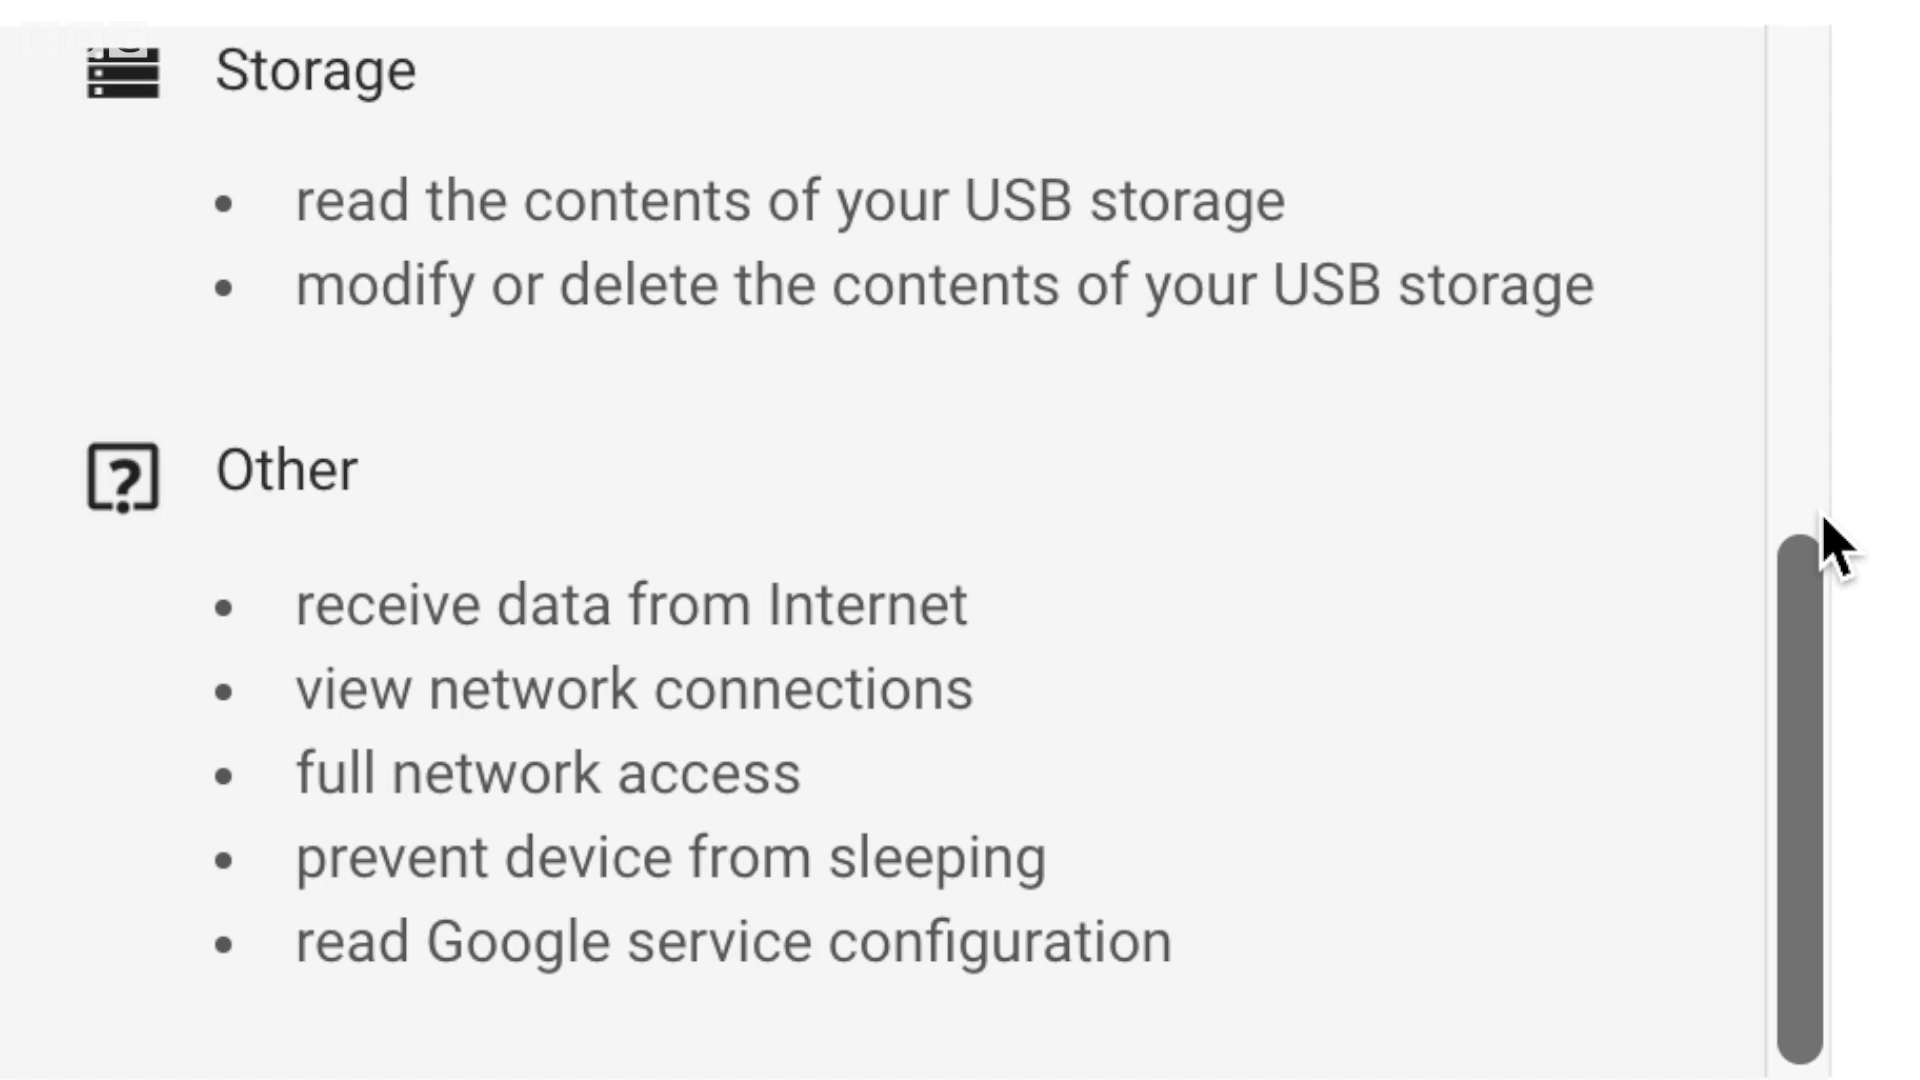 BBC
Storage
read the contents of your USB storage
modify or delete the contents of your USB storage
Other
receive data from Internet
view network connections
full network access
prevent device from sleeping
read Google service configuration